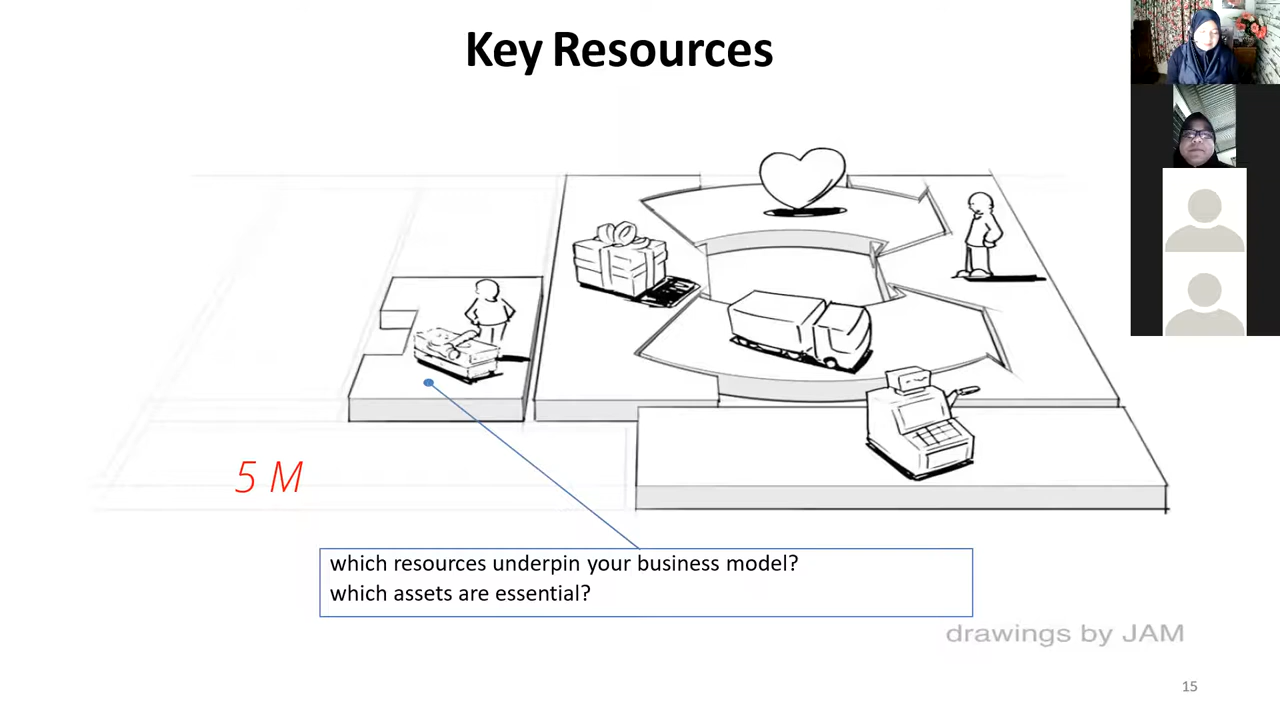 Key Resources
5 M
which resources underpin your business model?
which assets are essential?
drawings by JAM
15